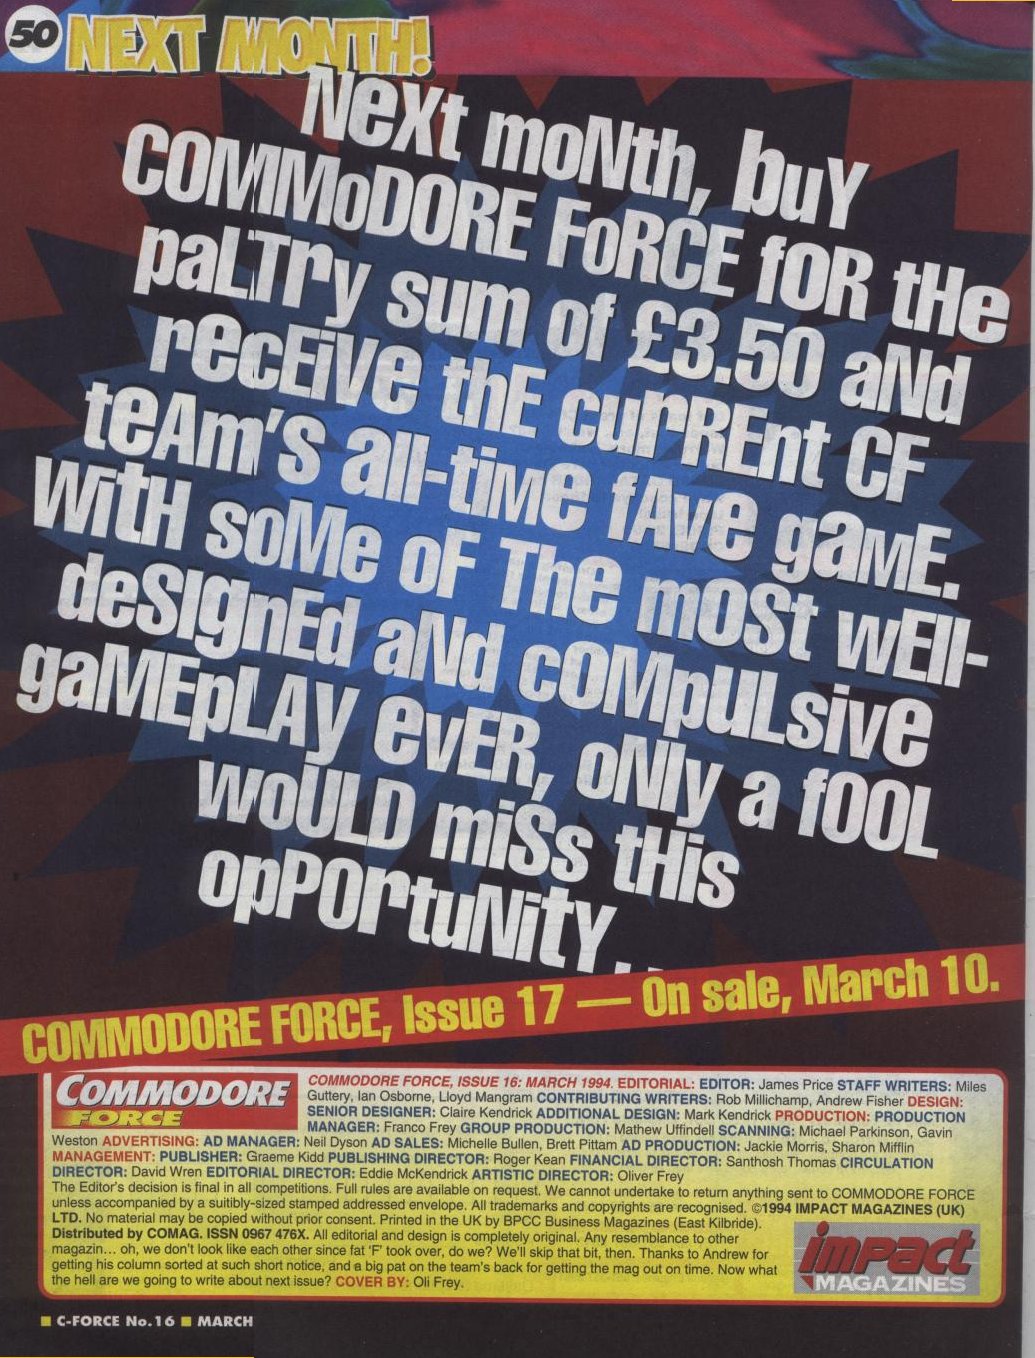 50 NEXT MONTH!
NeXt moNth, buY
COMMoDORE FoRCE fOR tHe
paLTry sum of £3.50 aNd
recEiVe thE curREnt CF
teAm's all-tiMe fAve gaME.
WitH soMe oF The mOSt wEll-
deSIgnEd aNd cOMpuLsive
gaMEpLAy evER, oNly a fOOL
woULD miSs tHis
opPOrtuNitY...
COMMODORE FORCE, Issue 17 — On sale, March 10.
COMMODORE
FORCE
COMMODORE FORCE, ISSUE 16: MARCH 1994. EDITORIAL: EDITOR: James Price STAFF WRITERS: Miles
Guttery, Ian Osborne, Lloyd Mangram CONTRIBUTING WRITERS: Rob Millichamp, Andrew Fisher DESIGN:
SENIOR DESIGNER: Claire Kendrick ADDITIONAL DESIGN: Mark Kendrick PRODUCTION: PRODUCTION
MANAGER: Franco Frey GROUP PRODUCTION: Mathew Uffindell SCANNING: Michael Parkinson, Gavin
Weston ADVERTISING: AD MANAGER: Neil Dyson AD SALES: Michelle Bullen, Brett Pittam AD PRODUCTION: Jackie Morris, Sharon Mifflin
MANAGEMENT: PUBLISHER: Graeme Kidd PUBLISHING DIRECTOR: Roger Kean FINANCIAL DIRECTOR: Santhosh Thomas CIRCULATION
DIRECTOR: David Wren EDITORIAL DIRECTOR: Eddie McKendrick ARTISTIC DIRECTOR: Oliver Frey
The Editor's decision is final in all competitions. Full rules are available on request. We cannot undertake to return anything sent to COMMODORE FORCE
unless accompanied by a suitibly-sized stamped addressed envelope. All trademarks and copyrights are recognised. ©1994 IMPACT MAGAZINES (UK)
LTD. No material may be copied without prior consent. Printed in the UK by BPCC Business Magazines (East Kilbride).
Distributed by COMAG. ISSN 0967 476X. All editorial and design is completely original. Any resemblance to other
magazin... oh, we don't look like each other since fat 'F' took over, do we? We'll skip that bit, then. Thanks to Andrew for
getting his column sorted at such short notice, and a big pat on the team's back for getting the mag out on time. Now what
the hell are we going to write about next issue? COVER BY: Oli Frey.
impact
MAGAZINES
■ C-FORCE No.16 ■ MARCH